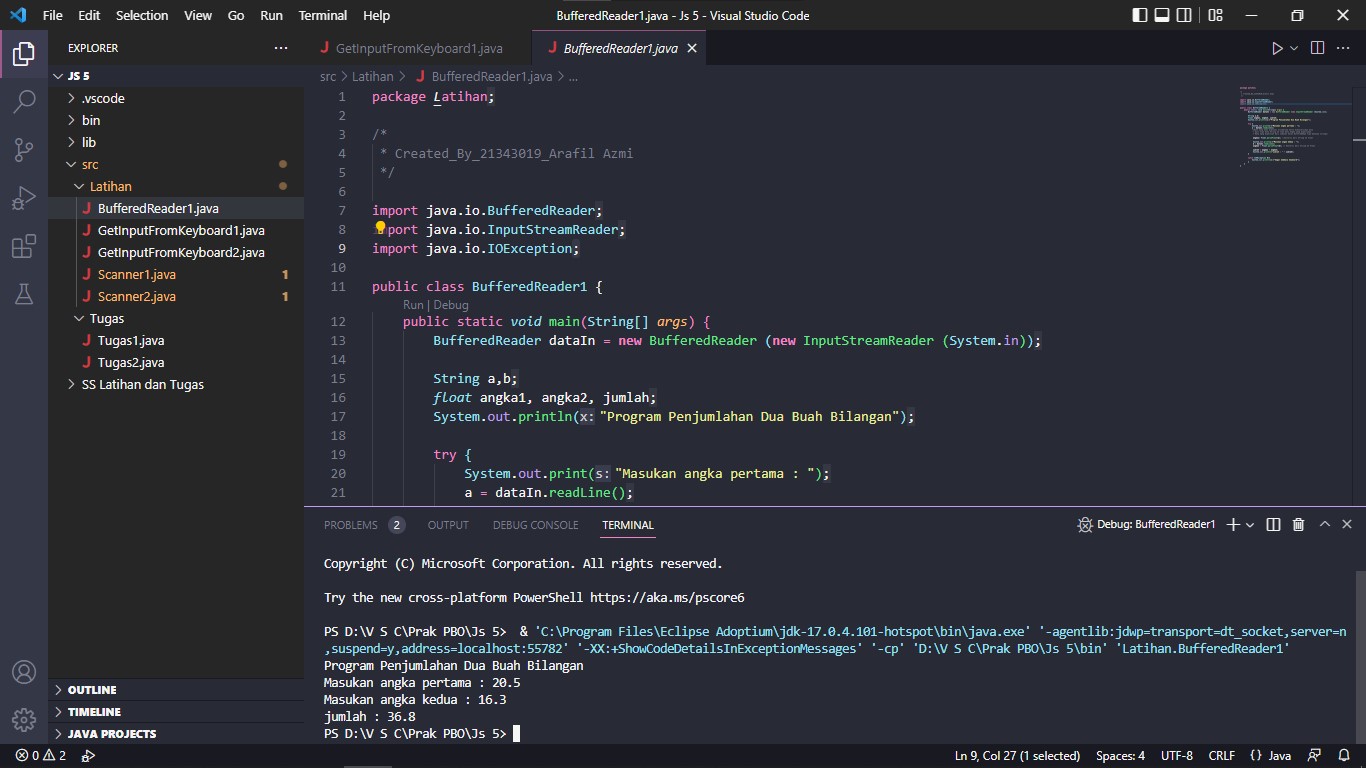 File Edit Selection View Go Run Terminal Help BufferedReader1.java - Js 5 - Visual Studio Code
EXPLORER
JS 5
.vscode
bin
lib
src
Latihan
BufferedReader1.java
GetInputFromKeyboard1.java
GetInputFromKeyboard2.java
Scanner1.java 1
Scanner2.java 1
Tugas
Tugas1.java
Tugas2.java
SS Latihan dan Tugas
OUTLINE
TIMELINE
JAVA PROJECTS
GetInputFromKeyboard1.java BufferedReader1.java
src > Latihan > BufferedReader1.java > ...
1 package Latihan;
2
3 /*
4 * Created_By_21343019_Arafil Azmi
5 */
6
7 import java.io.BufferedReader;
8 port java.io.InputStreamReader;
9 import java.io.IOException;
10
11 public class BufferedReader1 {
Run | Debug
12 public static void main(String[] args) {
13 BufferedReader dataIn = new BufferedReader (new InputStreamReader (System.in));
14
15 String a,b;
16 float angka1, angka2, jumlah;
17 System.out.println(x: "Program Penjumlahan Dua Buah Bilangan");
18
19 try {
20 System.out.print(s: "Masukan angka pertama : ");
21 a = dataIn.readLine();
PROBLEMS 2 OUTPUT DEBUG CONSOLE TERMINAL Debug: BufferedReader1
Copyright (C) Microsoft Corporation. All rights reserved.
Try the new cross-platform PowerShell https://aka.ms/pscore6
PS D:\V S C\Prak PBO\Js 5> & 'C:\Program Files\Eclipse Adoptium\jdk-17.0.4.101-hotspot\bin\java.exe' '-agentlib:jdwp=transport=dt_socket,server=n
,suspend=y,address=localhost:55782' '-XX:+ShowCodeDetailsInExceptionMessages' '-cp' 'D:\V S C\Prak PBO\Js 5\bin' 'Latihan.BufferedReader1'
Program Penjumlahan Dua Buah Bilangan
Masukan angka pertama : 20.5
Masukan angka kedua : 16.3
jumlah : 36.8
PS D:\V S C\Prak PBO\Js 5>
0 2 Ln 9, Col 27 (1 selected) Spaces: 4 UTF-8 CRLF {} Java